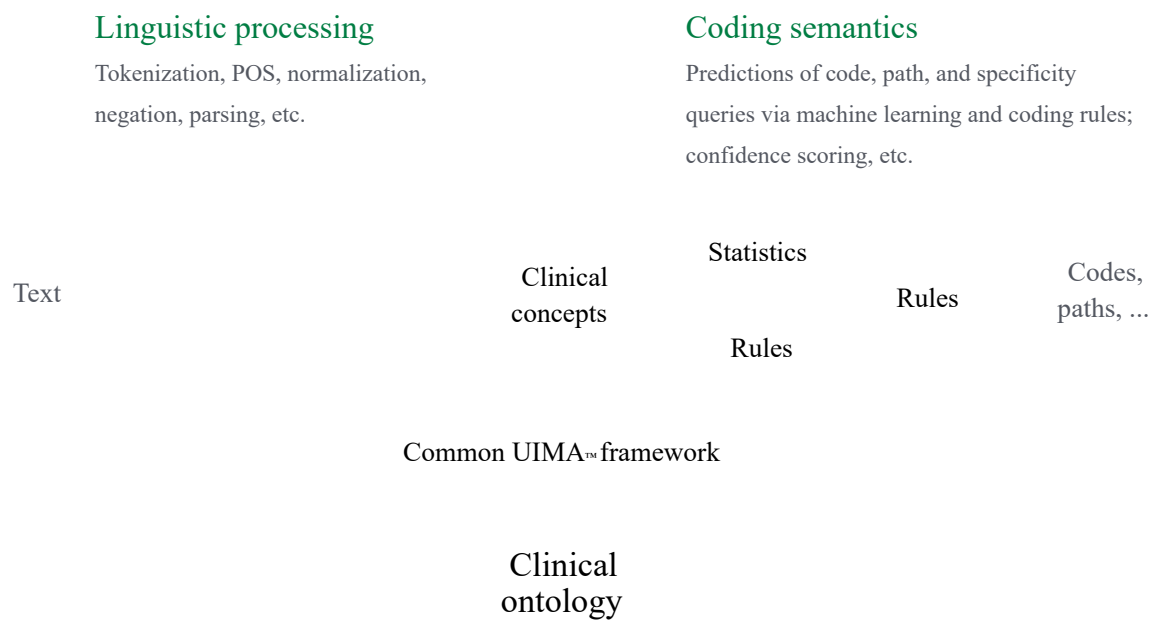 Linguistic processing
Tokenization, POS, normalization,
negation, parsing, etc.
Coding semantics
Predictions of code, path, and specificity
queries via machine learning and coding rules;
confidence scoring, etc.
Text
Clinical
concepts
Statistics
Rules
Rules
Codes,
paths, ...
Common UIMA™ framework
Clinical
ontology